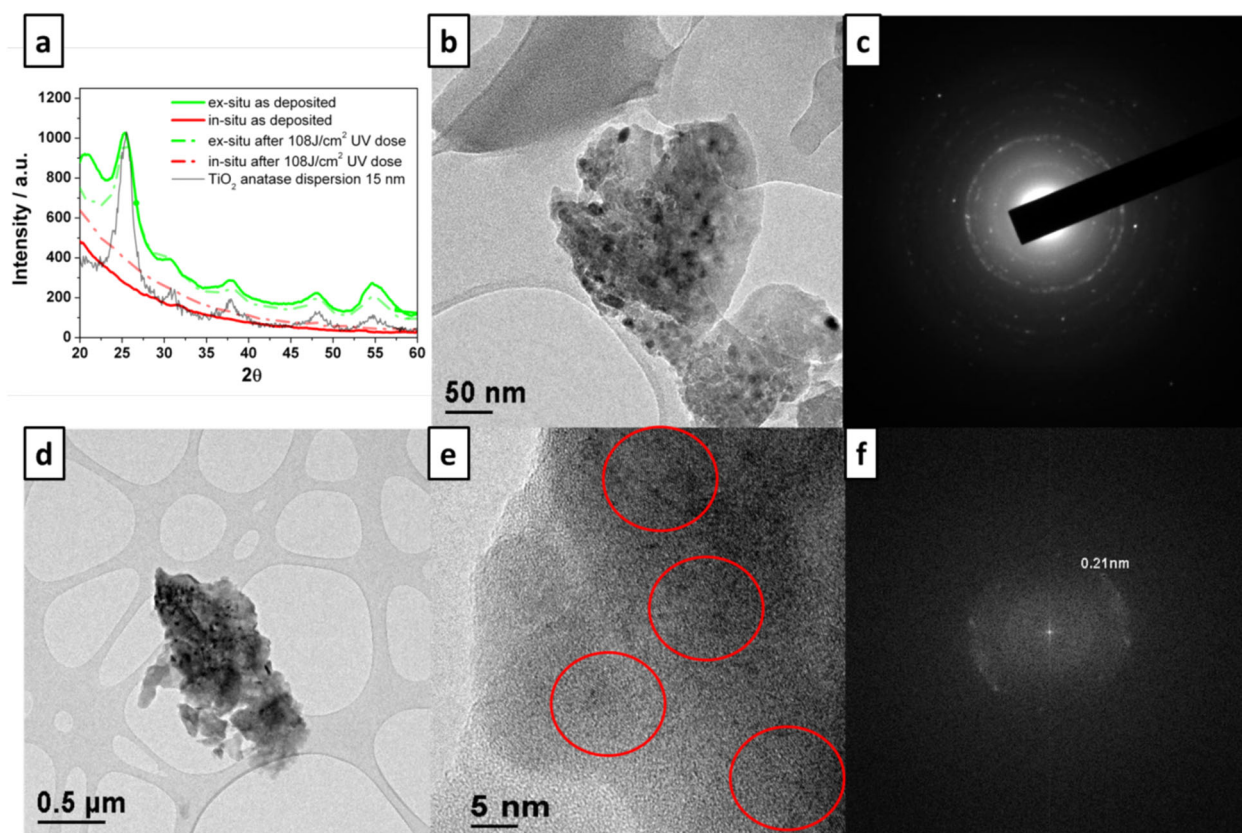 a
1200
1000
800
600
400
200
0
Intensity / a.u.
ex-situ as deposited
in-situ as deposited
ex-situ after 108J/cm² UV dose
in-situ after 108J/cm² UV dose
TiO₂ anatase dispersion 15 nm
20 25 30 35 40 45 50 55 60
2θ
b
50 nm
c
d
0.5 μm
e
5 nm
f
0.21nm